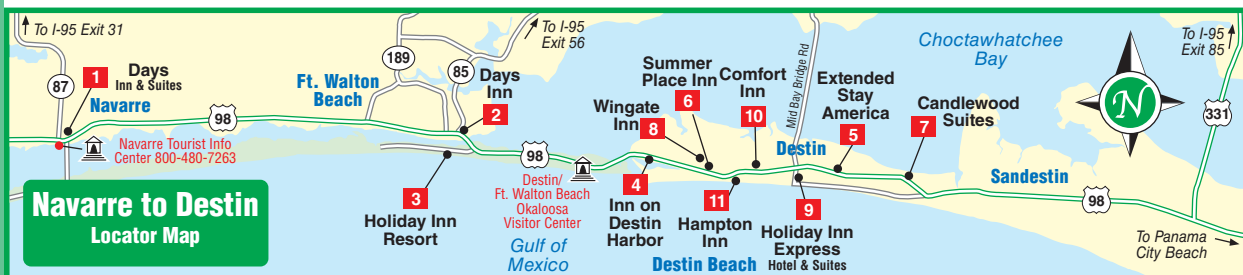 To I-95 Exit 31
87
1
Days
Inn & Suites
Navarre
Navarre Tourist Info
Center 800-480-7263
98
Navarre to Destin
Locator Map
Ft. Walton
Beach
189
85
To I-95
Exit 56
Days
Inn
2
3
Holiday Inn
Resort
98
Destin/
Ft. Walton Beach
Okaloosa
Visitor Center
Gulf of
Mexico
Wingate
Inn
8
Summer
Place Inn
6
Comfort
Inn
10
4
Inn on
Destin
Harbor
11
Hampton
Inn
Destin Beach
Mid Bay Bridge Rd
Destin
9
Holiday Inn
Express
Hotel & Suites
Extended
Stay
America
5
7
Candlewood
Suites
Choctawhatchee
Bay
Sandestin
98
N
To I-95
Exit 85
331
To Panama
City Beach